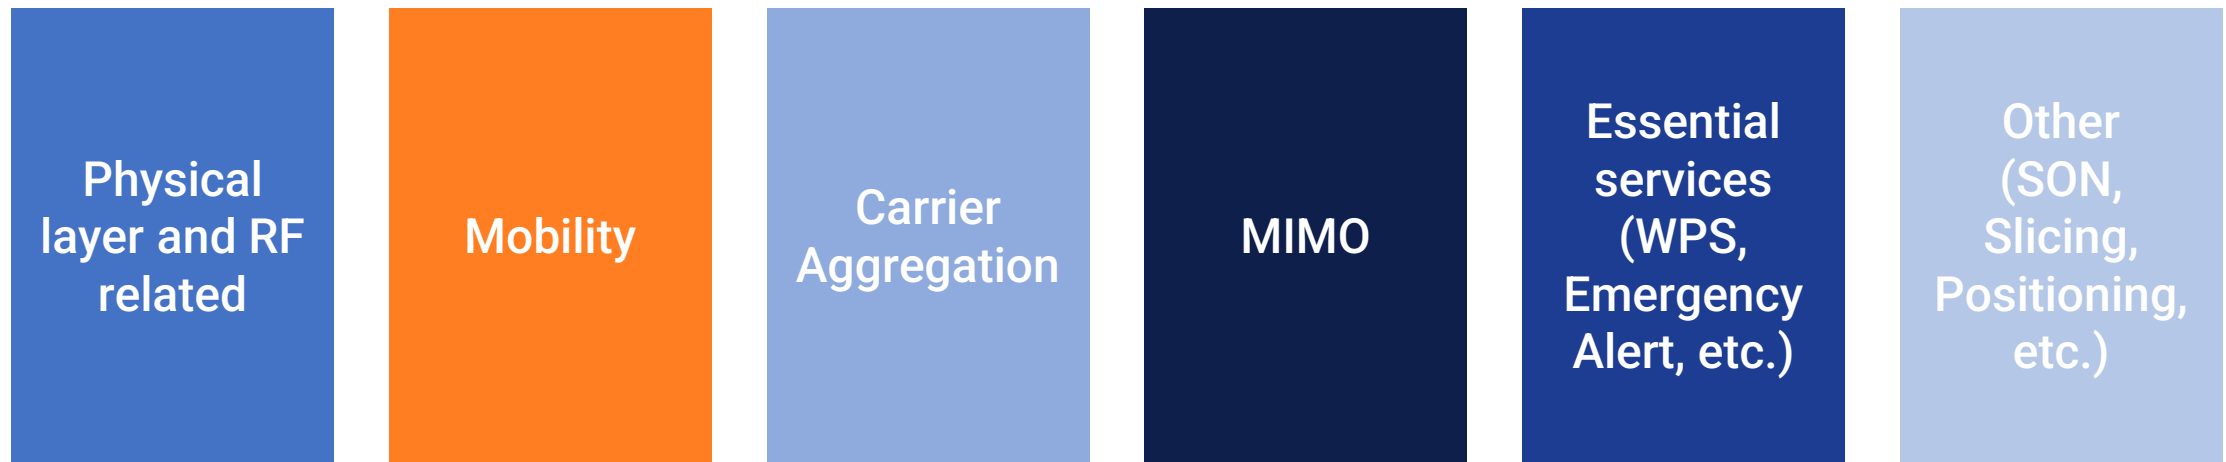 Physical
layer and RF
related
Mobility
Carrier
Aggregation
MIMO
Essential
services
(WPS,
Emergency
Alert, etc.)
Other
(SON,
Slicing,
Positioning,
etc.)